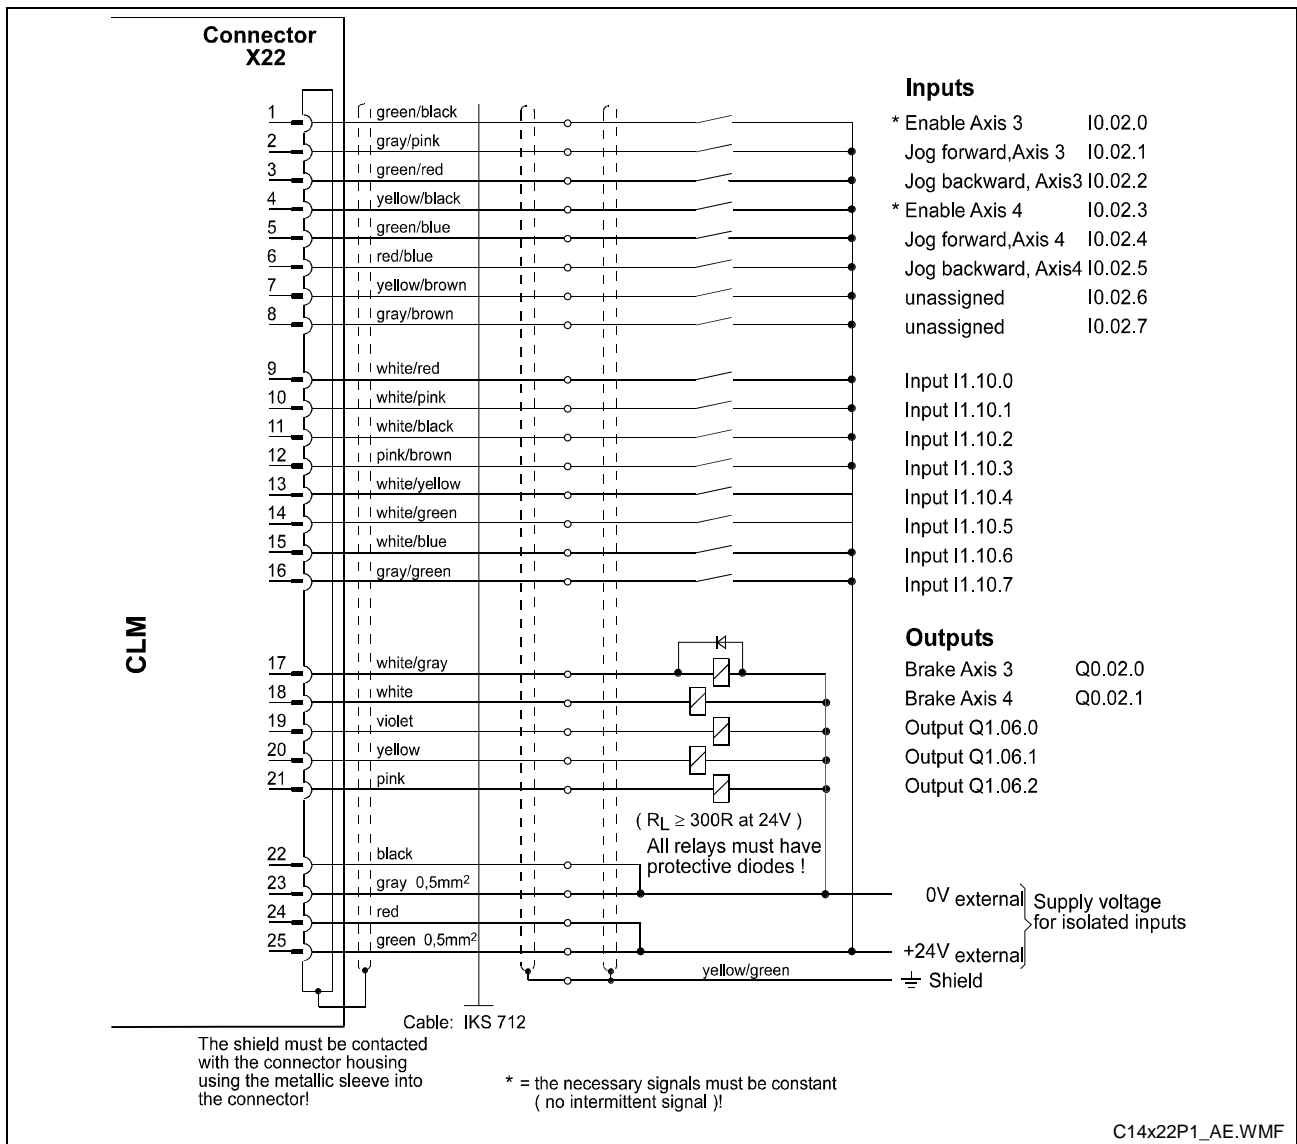 Connector
X22
Inputs
1 green/black * Enable Axis 3 I0.02.0
2 gray/pink Jog forward,Axis 3 I0.02.1
3 green/red Jog backward, Axis3 I0.02.2
4 yellow/black * Enable Axis 4 I0.02.3
5 green/blue Jog forward,Axis 4 I0.02.4
6 red/blue Jog backward, Axis4 I0.02.5
7 yellow/brown unassigned I0.02.6
8 gray/brown unassigned I0.02.7
9 white/red Input I1.10.0
10 white/pink Input I1.10.1
11 white/black Input I1.10.2
12 pink/brown Input I1.10.3
13 white/yellow Input I1.10.4
14 white/green Input I1.10.5
15 white/blue Input I1.10.6
16 gray/green Input I1.10.7
CLM
Outputs
17 white/gray Brake Axis 3 Q0.02.0
18 white Brake Axis 4 Q0.02.1
19 violet Output Q1.06.0
20 yellow Output Q1.06.1
21 pink Output Q1.06.2
( RL ≥ 300R at 24V )
All relays must have
protective diodes !
22 black
23 gray 0,5mm² 0V external
24 red
25 green 0,5mm² +24V external
Supply voltage
for isolated inputs
yellow/green Shield
Cable: IKS 712
The shield must be contacted
with the connector housing
using the metallic sleeve into
the connector!
* = the necessary signals must be constant
( no intermittent signal )!
C14x22P1_AE.WMF